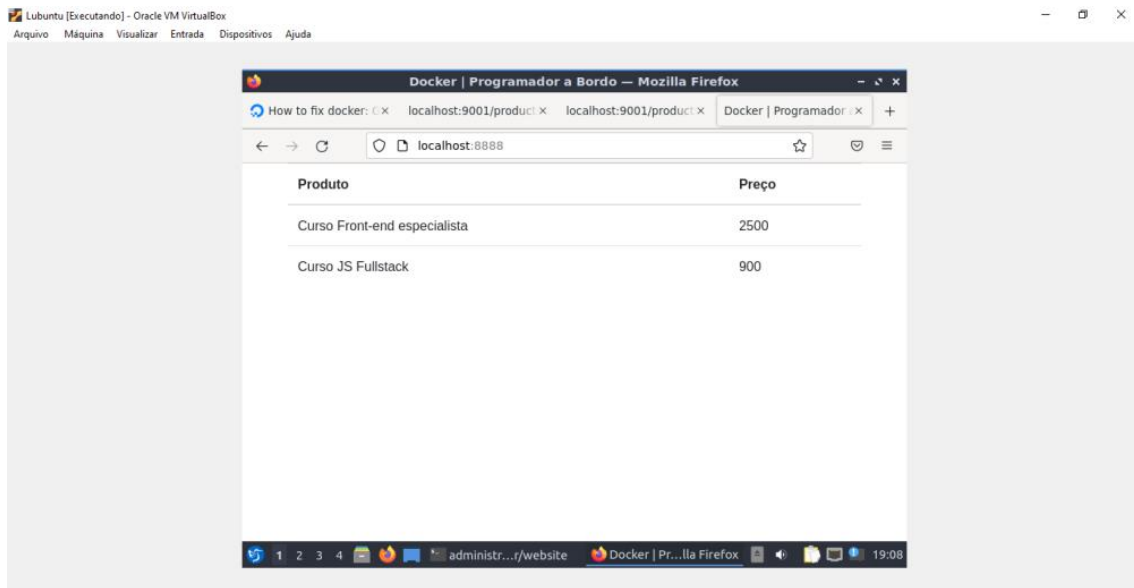 Lubuntu [Executando] - Oracle VM VirtualBox
Arquivo Máquina Visualizar Entrada Dispositivos Ajuda
Docker | Programador a Bordo — Mozilla Firefox
How to fix docker: localhost:9001/product localhost:9001/product Docker | Programador
localhost:8888
Produto Preço
Curso Front-end especialista 2500
Curso JS Fullstack 900
1 2 3 4 administr...r/website Docker | Pr...lla Firefox 19:08